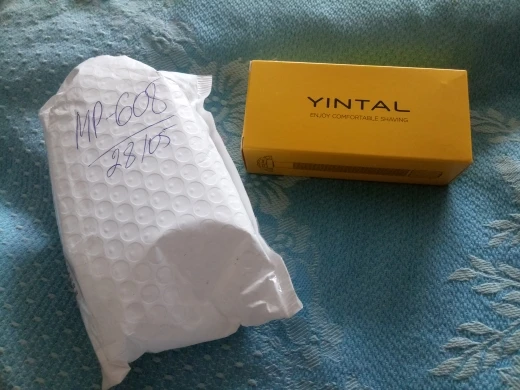 MP-608
28/05
YINTAL
ENJOY COMFORTABLE SHAVING